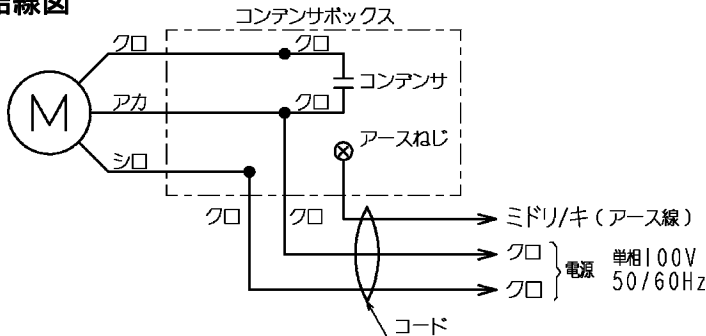 結線図
コンデンサボックス
クロ クロ
コンデンサ
アカ クロ
M
アースねじ
シロ
クロ クロ
ミドリ/キ(アース線)
クロ
電源
単相100V
50/60Hz
クロ
コード